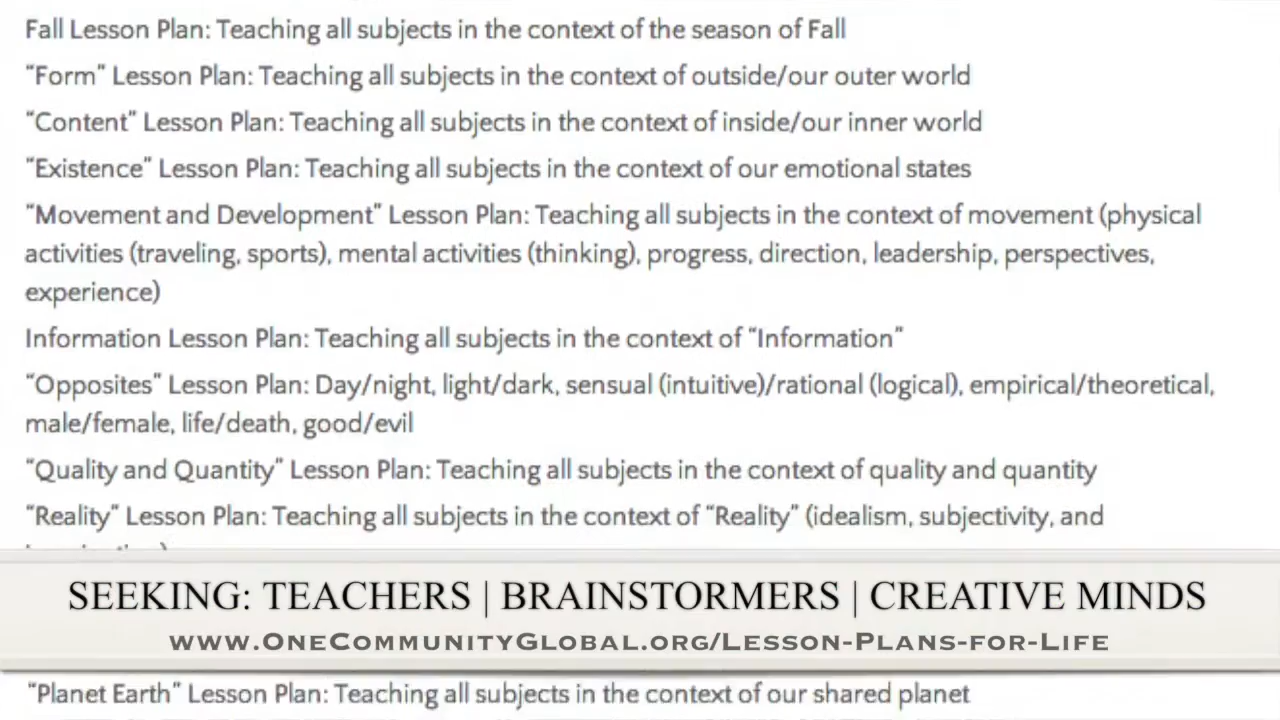 Fall Lesson Plan: Teaching all subjects in the context of the season of Fall
“Form” Lesson Plan: Teaching all subjects in the context of outside/our outer world
“Content” Lesson Plan: Teaching all subjects in the context of inside/our inner world
“Existence” Lesson Plan: Teaching all subjects in the context of our emotional states
“Movement and Development” Lesson Plan: Teaching all subjects in the context of movement (physical
activities (traveling, sports), mental activities (thinking), progress, direction, leadership, perspectives,
experience)
Information Lesson Plan: Teaching all subjects in the context of “Information”
“Opposites” Lesson Plan: Day/night, light/dark, sensual (intuitive)/rational (logical), empirical/theoretical,
male/female, life/death, good/evil
“Quality and Quantity” Lesson Plan: Teaching all subjects in the context of quality and quantity
“Reality” Lesson Plan: Teaching all subjects in the context of “Reality” (idealism, subjectivity, and
SEEKING: TEACHERS | BRAINSTORMERS | CREATIVE MINDS
www.OneCommunityGlobal.org/Lesson-Plans-for-Life
“Planet Earth” Lesson Plan: Teaching all subjects in the context of our shared planet